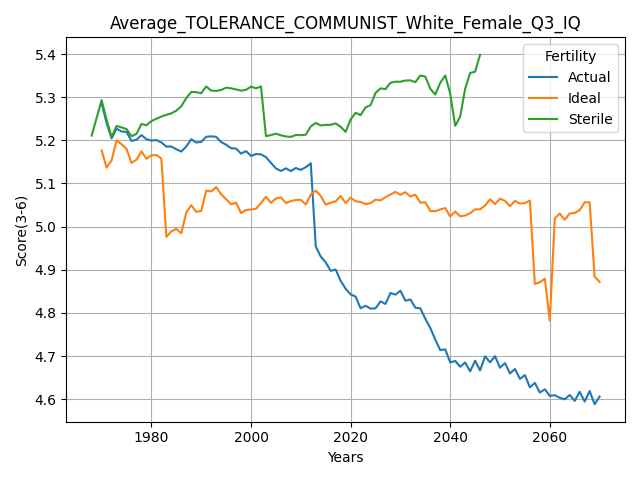 Average_TOLERANCE_COMMUNIST_White_Female_Q3_IQ
Score(3-6)
5.4
5.3
5.2
5.1
5.0
4.9
4.8
4.7
4.6
Fertility
Actual
Ideal
Sterile
1980
2000
2020
2040
2060
Years